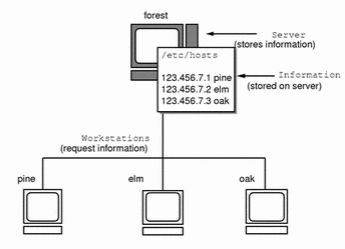 forest
Server
(stores information)
/etc/hosts
123.456.7.1 pine
123.456.7.2 elm
123.456.7.3 oak
Information
(stored on server)
Workstations
(request information)
pine
elm
oak